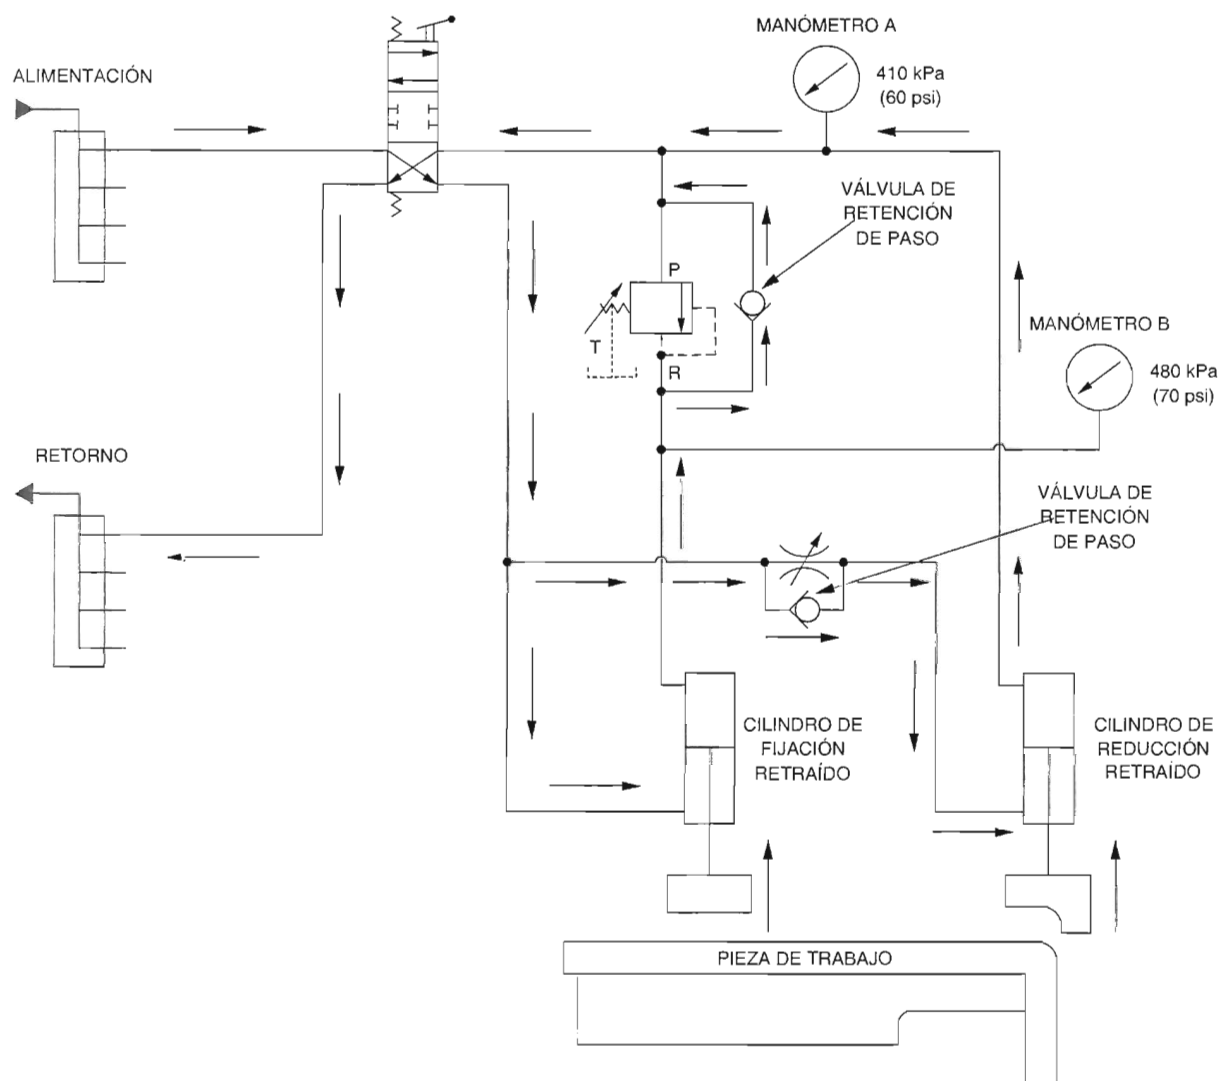 MANÓMETRO A
410 kPa
(60 psi)
ALIMENTACIÓN
VÁLVULA DE
RETENCIÓN
DE PASO
P
T
R
MANÓMETRO B
480 kPa
(70 psi)
RETORNO
VÁLVULA DE
RETENCIÓN
DE PASO
CILINDRO DE
FIJACIÓN
RETRAÍDO
CILINDRO DE
REDUCCIÓN
RETRAÍDO
PIEZA DE TRABAJO